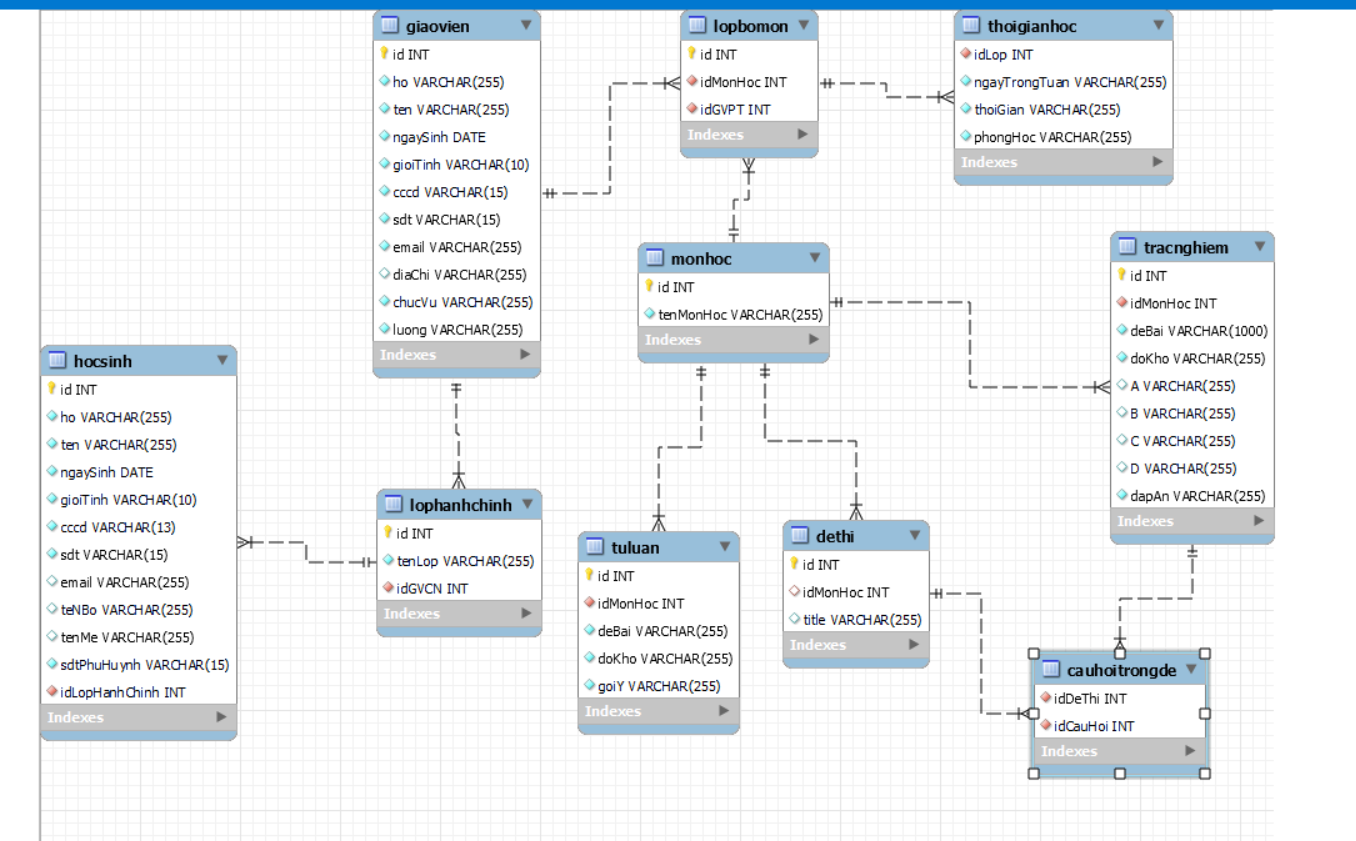 giaovien
id INT
ho VARCHAR(255)
ten VARCHAR(255)
ngaySinh DATE
gioiTinh VARCHAR(10)
cccd VARCHAR(15)
sdt VARCHAR(15)
email VARCHAR(255)
diaChi VARCHAR(255)
chucVu VARCHAR(255)
luong VARCHAR(255)
Indexes
lopbomon
id INT
idMonHoc INT
idGVPT INT
Indexes
thoigianhoc
idLop INT
ngayTrongTuan VARCHAR(255)
thoiGian VARCHAR(255)
phongHoc VARCHAR(255)
Indexes
monhoc
id INT
tenMonHoc VARCHAR(255)
Indexes
tracnghiem
id INT
idMonHoc INT
deBai VARCHAR(1000)
doKho VARCHAR(255)
A VARCHAR(255)
B VARCHAR(255)
C VARCHAR(255)
D VARCHAR(255)
dapAn VARCHAR(255)
Indexes
hocsinh
id INT
ho VARCHAR(255)
ten VARCHAR(255)
ngaySinh DATE
gioiTinh VARCHAR(10)
cccd VARCHAR(13)
sdt VARCHAR(15)
email VARCHAR(255)
teNBo VARCHAR(255)
tenMe VARCHAR(255)
sdtPhuHuynh VARCHAR(15)
idLopHanhChinh INT
Indexes
lophanhchinh
id INT
tenLop VARCHAR(255)
idGVCN INT
Indexes
tuluan
id INT
idMonHoc INT
deBai VARCHAR(255)
doKho VARCHAR(255)
goiY VARCHAR(255)
Indexes
dethi
id INT
idMonHoc INT
title VARCHAR(255)
Indexes
cauhoitrongde
idDeThi INT
idCauHoi INT
Indexes